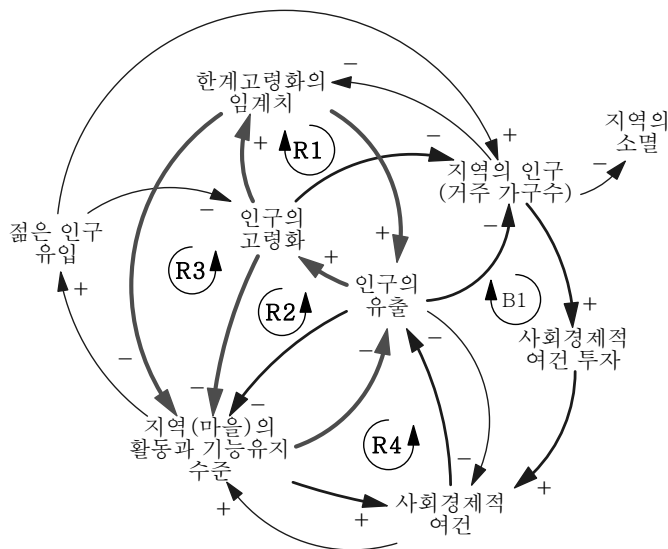 한계고령화의
임계치
지역의
소멸
지역의 인구
(거주 가구수)
젊은 인구
유입
인구의
고령화
인구의
유출
사회경제적
여건 투자
지역(마을)의
활동과 기능유지
수준
사회경제적
여건
R1
R2
R3
R4
B1
−
+
+
−
−
−
−
+
+
−
+
+
−
−
−
−
−
−
+
+
+